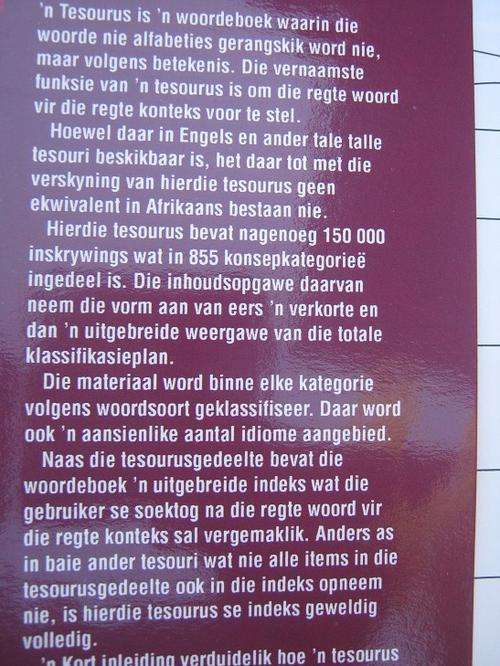 'n Tesourus is 'n woordeboek waarin die
woorde nie alfabeties gerangskik word nie,
maar volgens betekenis. Die vernaamste
funksie van 'n tesourus is om die regte woord
vir die regte konteks voor te stel.
Hoewel daar in Engels en ander tale talle
tesouri beskikbaar is, het daar tot met die
verskyning van hierdie tesourus geen
ekwivalent in Afrikaans bestaan nie.
Hierdie tesourus bevat nagenoeg 150 000
inskrywings wat in 855 konsepkategorieë
ingedeel is. Die inhoudsopgawe daarvan
neem die vorm aan van eers 'n verkorte en
dan 'n uitgebreide weergawe van die totale
klassifikasieplan.
Die materiaal word binne elke kategorie
volgens woordsoort geklassifiseer. Daar word
ook 'n aansienlike aantal idiome aangebied.
Naas die tesourusgedeelte bevat die
woordeboek 'n uitgebreide indeks wat die
gebruiker se soektog na die regte woord vir
die regte konteks sal vergemaklik. Anders as
in baie ander tesouri wat nie alle items in die
tesourusgedeelte ook in die indeks opneem
nie, is hierdie tesourus se indeks geweldig
volledig.
'n Kort inleiding verduidelik hoe 'n tesourus